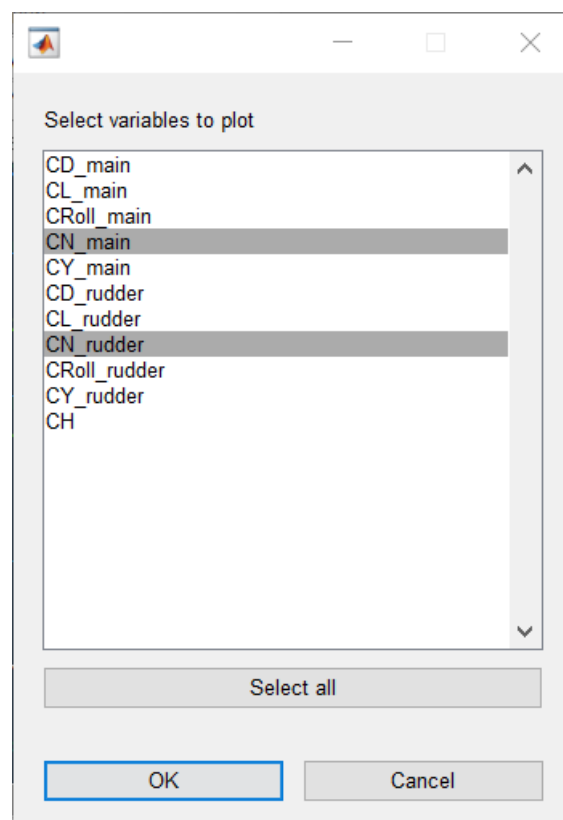 Select variables to plot
CD_main
CL_main
CRoll_main
CN_main
CY_main
CD_rudder
CL_rudder
CN_rudder
CRoll_rudder
CY_rudder
CH
Select all
OK
Cancel